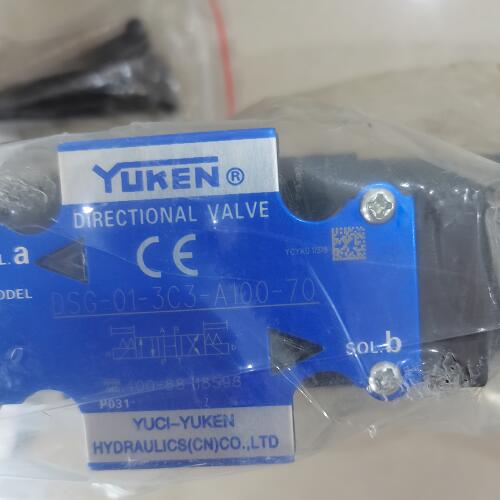 YUKEN®
DIRECTIONAL VALVE
CE
L.a
ODEL DSG-01-3C3-A100-70
SOL.b
P031
YUCI-YUKEN
HYDRAULICS(CN)CO.,LTD